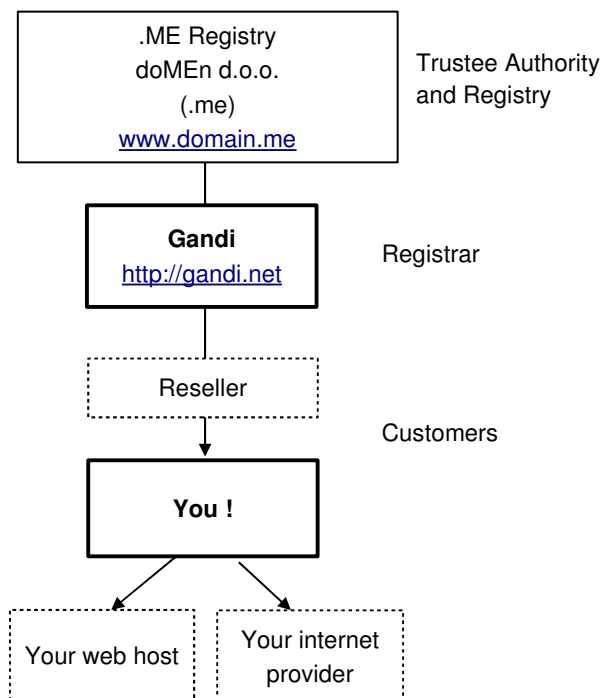 .ME Registry
doMEn d.o.o.
(.me)
www.domain.me
Trustee Authority
and Registry
Gandi
http://gandi.net
Registrar
Reseller
Customers
You !
Your web host
Your internet
provider